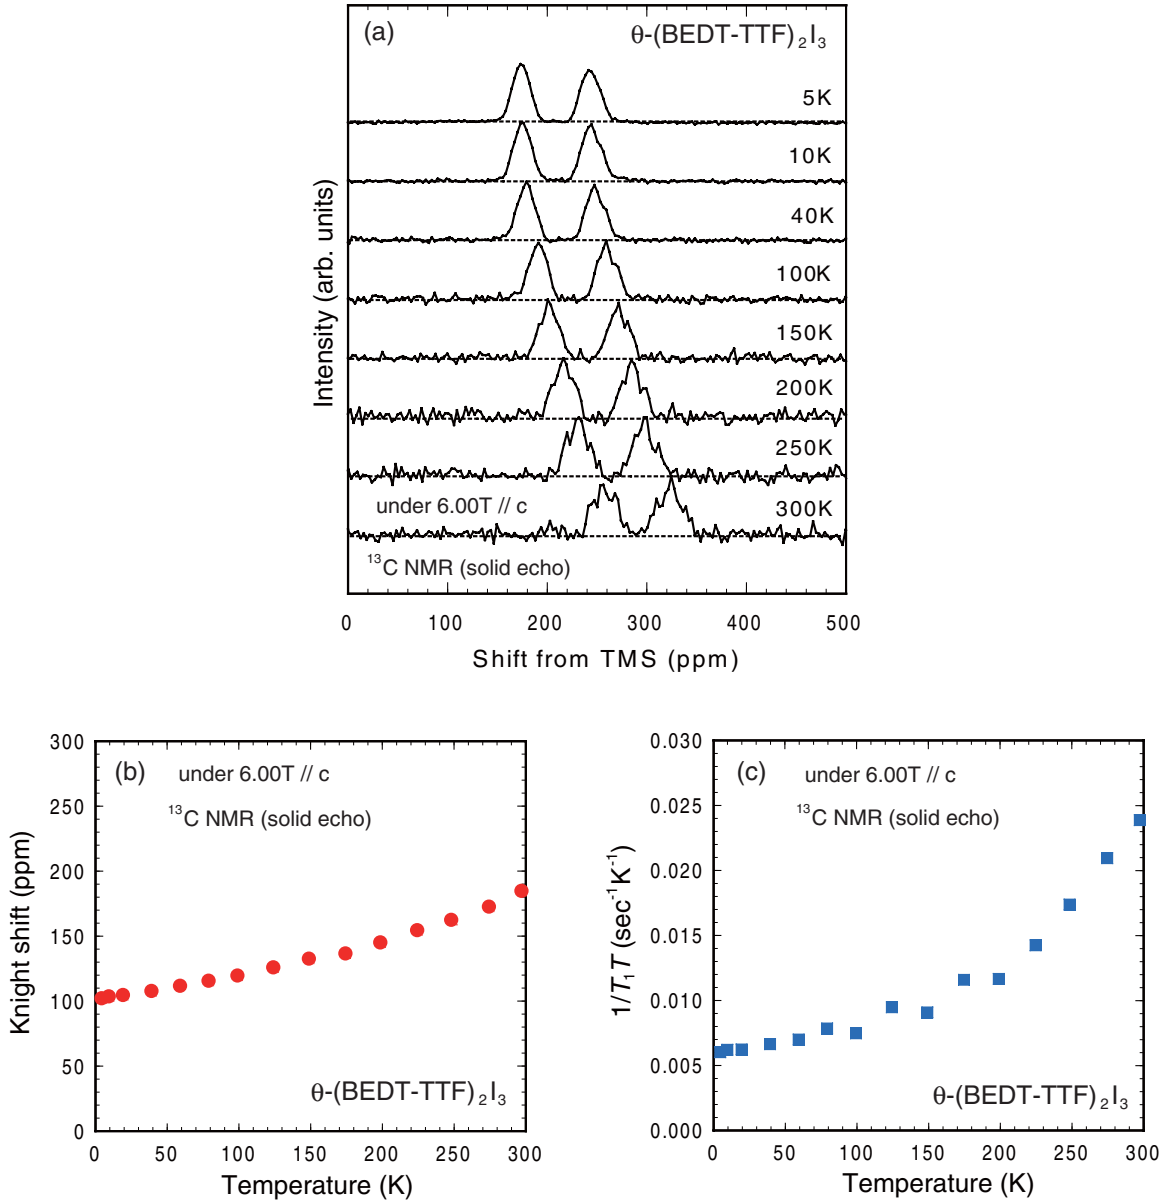 (a)
θ-(BEDT-TTF)₂I₃
5K
10K
40K
100K
150K
200K
250K
300K
under 6.00T // c
¹³C NMR (solid echo)
Intensity (arb. units)
0 100 200 300 400 500
Shift from TMS (ppm)
(b)
under 6.00T // c
¹³C NMR (solid echo)
θ-(BEDT-TTF)₂I₃
Knight shift (ppm)
300
250
200
150
100
50
0
0 50 100 150 200 250 300
Temperature (K)
(c)
under 6.00T // c
¹³C NMR (solid echo)
θ-(BEDT-TTF)₂I₃
1/T₁T (sec⁻¹K⁻¹)
0.030
0.025
0.020
0.015
0.010
0.005
0.000
0 50 100 150 200 250 300
Temperature (K)